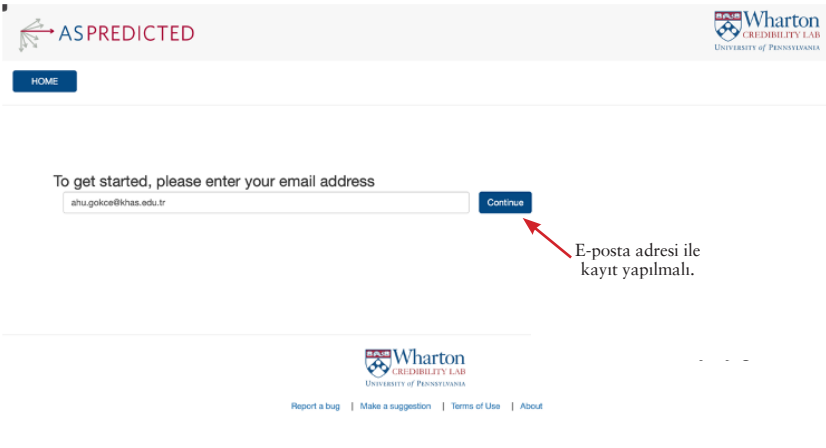 ASPREDICTED
Wharton
CREDIBILITY LAB
UNIVERSITY of PENNSYLVANIA
HOME
To get started, please enter your email address
ahu.gokce@khas.edu.tr
Continue
E-posta adresi ile
kayıt yapılmalı.
Wharton
CREDIBILITY LAB
UNIVERSITY of PENNSYLVANIA
Report a bug | Make a suggestion | Terms of Use | About